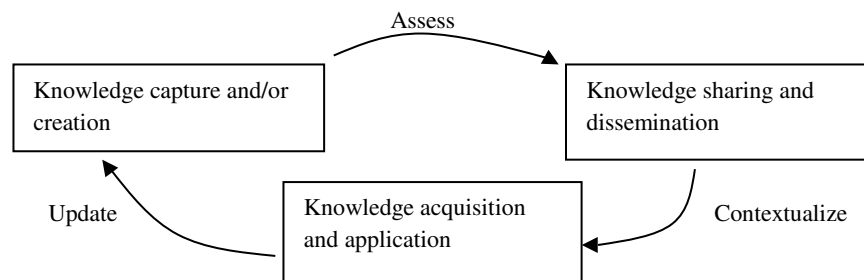 Assess
Knowledge capture and/or
creation
Knowledge sharing and
dissemination
Update
Knowledge acquisition
and application
Contextualize